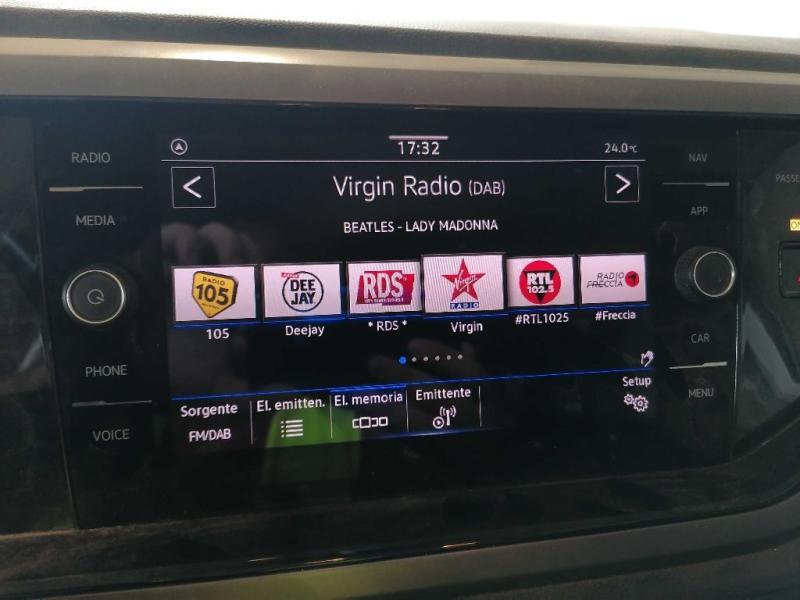 RADIO
MEDIA
PHONE
VOICE
17:32
24.0°C
Virgin Radio (DAB)
BEATLES - LADY MADONNA
RADIO
105
DEE
JAY
RDS
Virgin
RADIO
RTL
102.5
RADIO
FRECCIA
105
Deejay
* RDS *
Virgin
#RTL1025
#Freccia
Sorgente
FM/DAB
El. emitten.
El. memoria
Emittente
Setup
NAV
APP
CAR
MENU